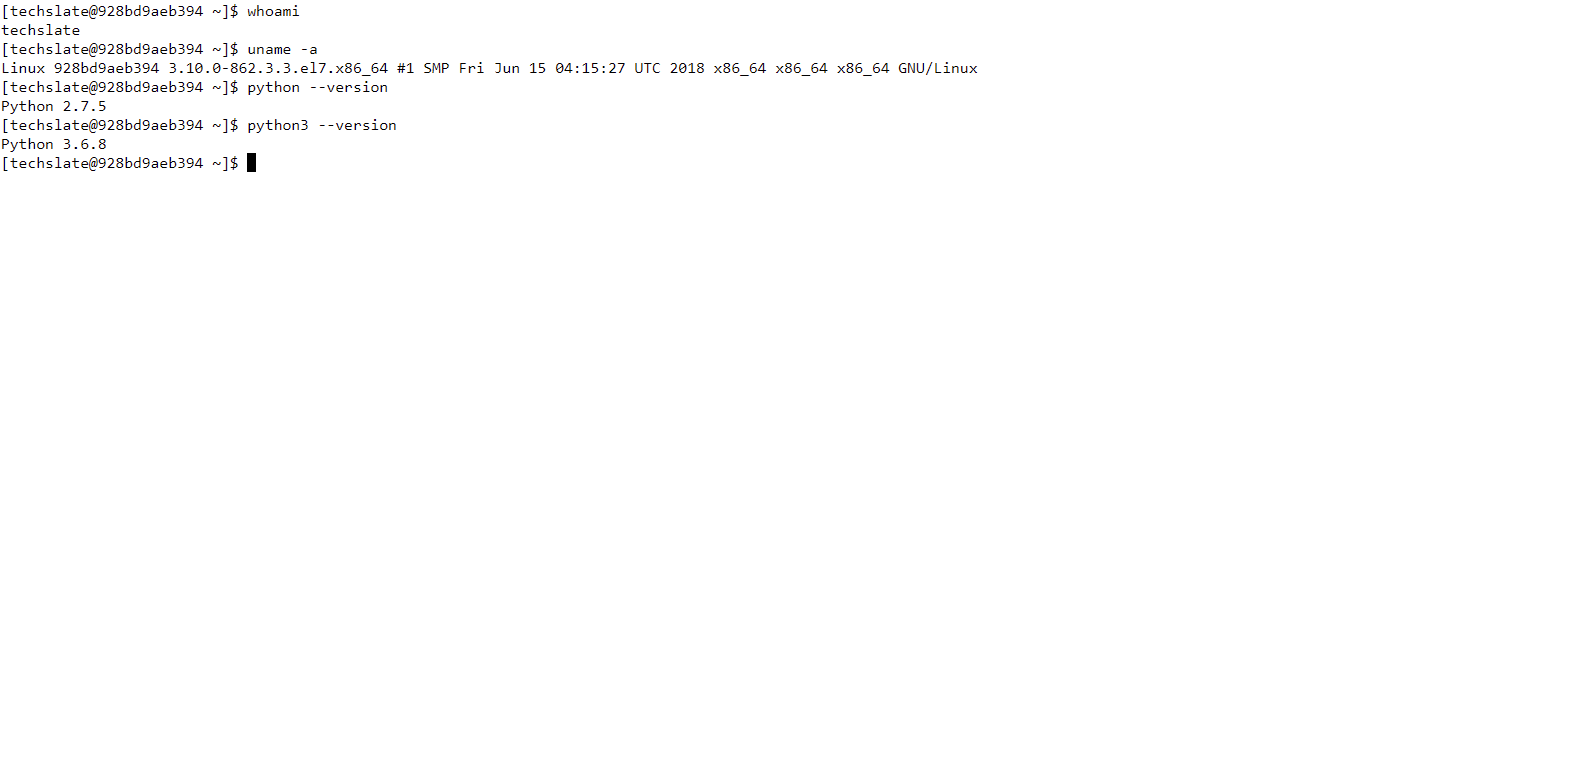 [techslate@928bd9aeb394 ~]$ whoami
techslate
[techslate@928bd9aeb394 ~]$ uname -a
Linux 928bd9aeb394 3.10.0-862.3.3.el7.x86_64 #1 SMP Fri Jun 15 04:15:27 UTC 2018 x86_64 x86_64 x86_64 GNU/Linux
[techslate@928bd9aeb394 ~]$ python --version
Python 2.7.5
[techslate@928bd9aeb394 ~]$ python3 --version
Python 3.6.8
[techslate@928bd9aeb394 ~]$